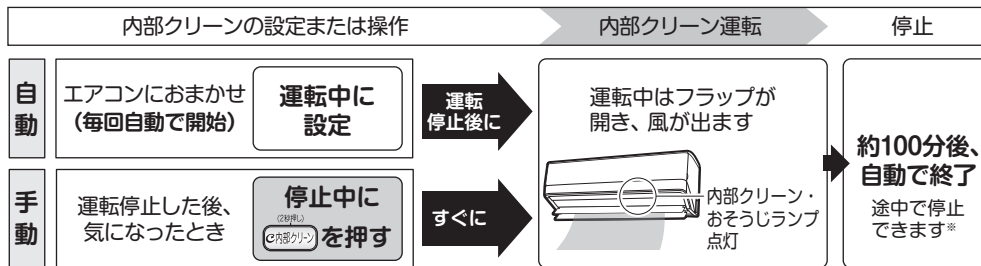 内部クリーンの設定または操作
内部クリーン運転
停止
自動
エアコンにおまかせ
（毎回自動で開始）
運転中に
設定
運転
停止後に
手動
運転停止した後、
気になったとき
停止中に
(2秒押し)
内部クリーン を押す
すぐに
運転中はフラップが
開き、風が出ます
内部クリーン・
おそうじランプ
点灯
約100分後、
自動で終了
途中で停止
できます※